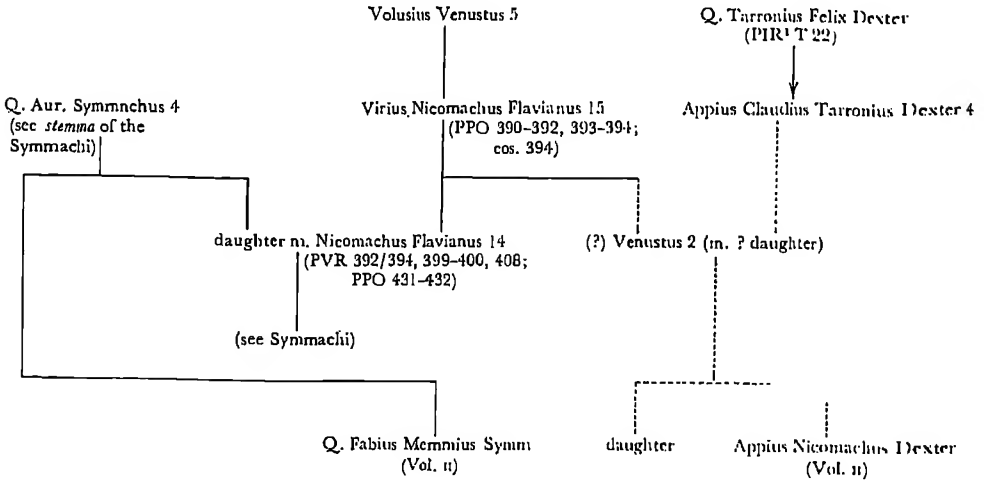 Volusius Venustus 5
Q. Tarronius Felix Dexter
(PIR¹ T 22)
Q. Aur. Symmnchus 4
(see stemma of the
Symmachi)
Virius Nicomachus Flavianus 15
(PPO 390-392, 393-394;
cos. 394)
Appius Claudius Tarronius Dexter 4
daughter m. Nicomachus Flavianus 14
(PVR 392/394, 399-400, 408;
PPO 431-432)
(?) Venustus 2 (m. ? daughter)
(see Symmachi)
Q. Fabius Memmius Symm
(Vol. II)
daughter
Appius Nicomachus Dexter
(Vol. II)